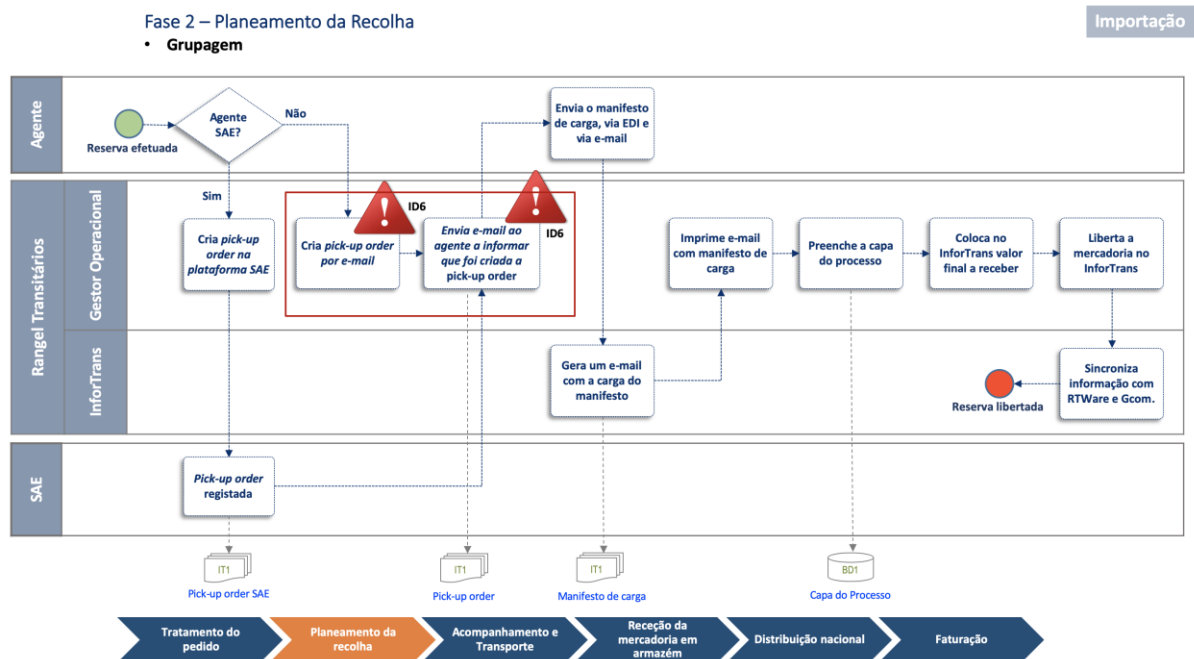 Fase 2 – Planeamento da Recolha
Importação
• Grupagem
Agente
Reserva efetuada
Agente
SAE?
Não
Sim
Envia o manifesto
de carga, via EDI e
via e-mail
Rangel Transitários
Gestor Operacional
Cria pick-up
order na
plataforma SAE
Cria pick-up order
por e-mail
ID6
Envia e-mail ao
agente a informar
que foi criada a
pick-up order
ID6
Imprime e-mail
com manifesto de
carga
Preenche a capa
do processo
Coloca no
InforTrans valor
final a receber
Liberta a
mercadoria no
InforTrans
InforTrans
Gera um e-mail
com a carga do
manifesto
Reserva libertada
Sincroniza
informação com
RTWare e Gcom.
SAE
Pick-up order
registada
IT1
Pick-up order SAE
IT1
Pick-up order
IT1
Manifesto de carga
BD1
Capa do Processo
Tratamento do
pedido
Planeamento da
recolha
Acompanhamento e
Transporte
Receção da
mercadoria em
armazém
Distribuição nacional
Faturação